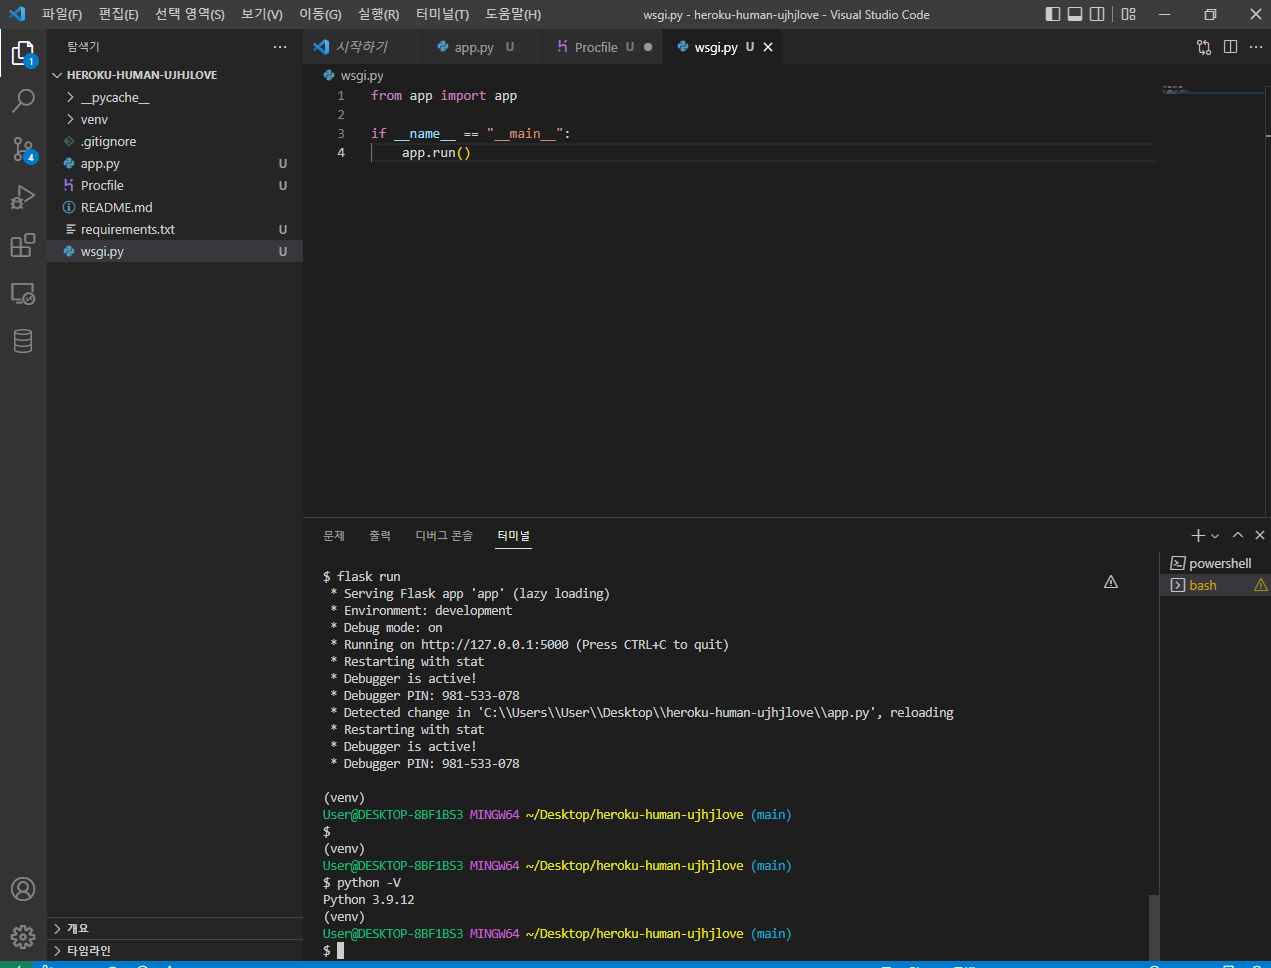 파일(F) 편집(E) 선택 영역(S) 보기(V) 이동(G) 실행(R) 터미널(T) 도움말(H) wsgi.py - heroku-human-ujhjlove - Visual Studio Code
탐색기
HEROKU-HUMAN-UJHJLOVE
__pycache__
venv
.gitignore
app.py U
Procfile U
README.md
requirements.txt U
wsgi.py U
개요
타임라인
1
4
시작하기 app.py U Procfile U wsgi.py U
wsgi.py
1 from app import app
2
3 if __name__ == "__main__":
4 app.run()
문제 출력 디버그 콘솔 터미널
powershell
bash
$ flask run
* Serving Flask app 'app' (lazy loading)
* Environment: development
* Debug mode: on
* Running on http://127.0.0.1:5000 (Press CTRL+C to quit)
* Restarting with stat
* Debugger is active!
* Debugger PIN: 981-533-078
* Detected change in 'C:\\Users\\User\\Desktop\\heroku-human-ujhjlove\\app.py', reloading
* Restarting with stat
* Debugger is active!
* Debugger PIN: 981-533-078
(venv)
User@DESKTOP-8BF1BS3 MINGW64 ~/Desktop/heroku-human-ujhjlove (main)
$
(venv)
User@DESKTOP-8BF1BS3 MINGW64 ~/Desktop/heroku-human-ujhjlove (main)
$ python -V
Python 3.9.12
(venv)
User@DESKTOP-8BF1BS3 MINGW64 ~/Desktop/heroku-human-ujhjlove (main)
$